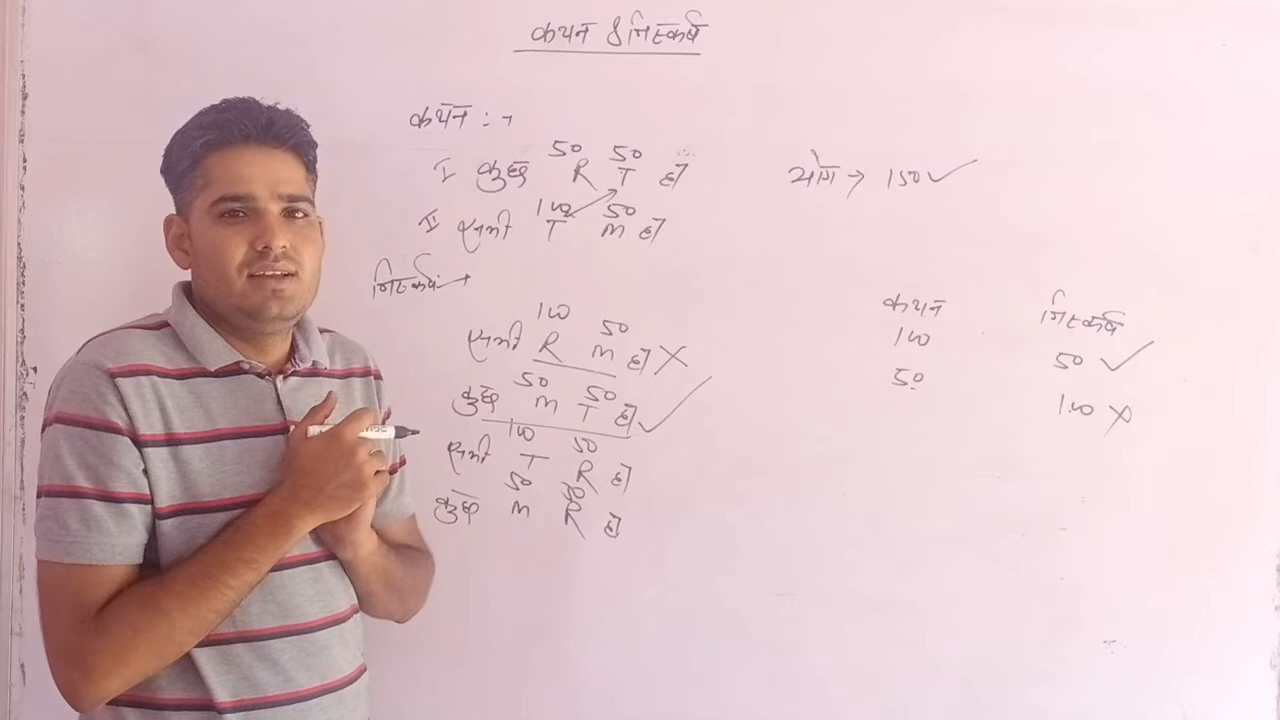 कथन & निष्कर्ष
कथन :→
50 50
I कुछ R T है
योग → 150 ✓
100 50
II सभी T M है
निष्कर्ष :→
100 50
सभी R M है ✗
50 50
कुछ M T है ✓
100 50
सभी T R है
50 50
कुछ M R है
कथन निष्कर्ष
100 50 ✓
50 100 ✗